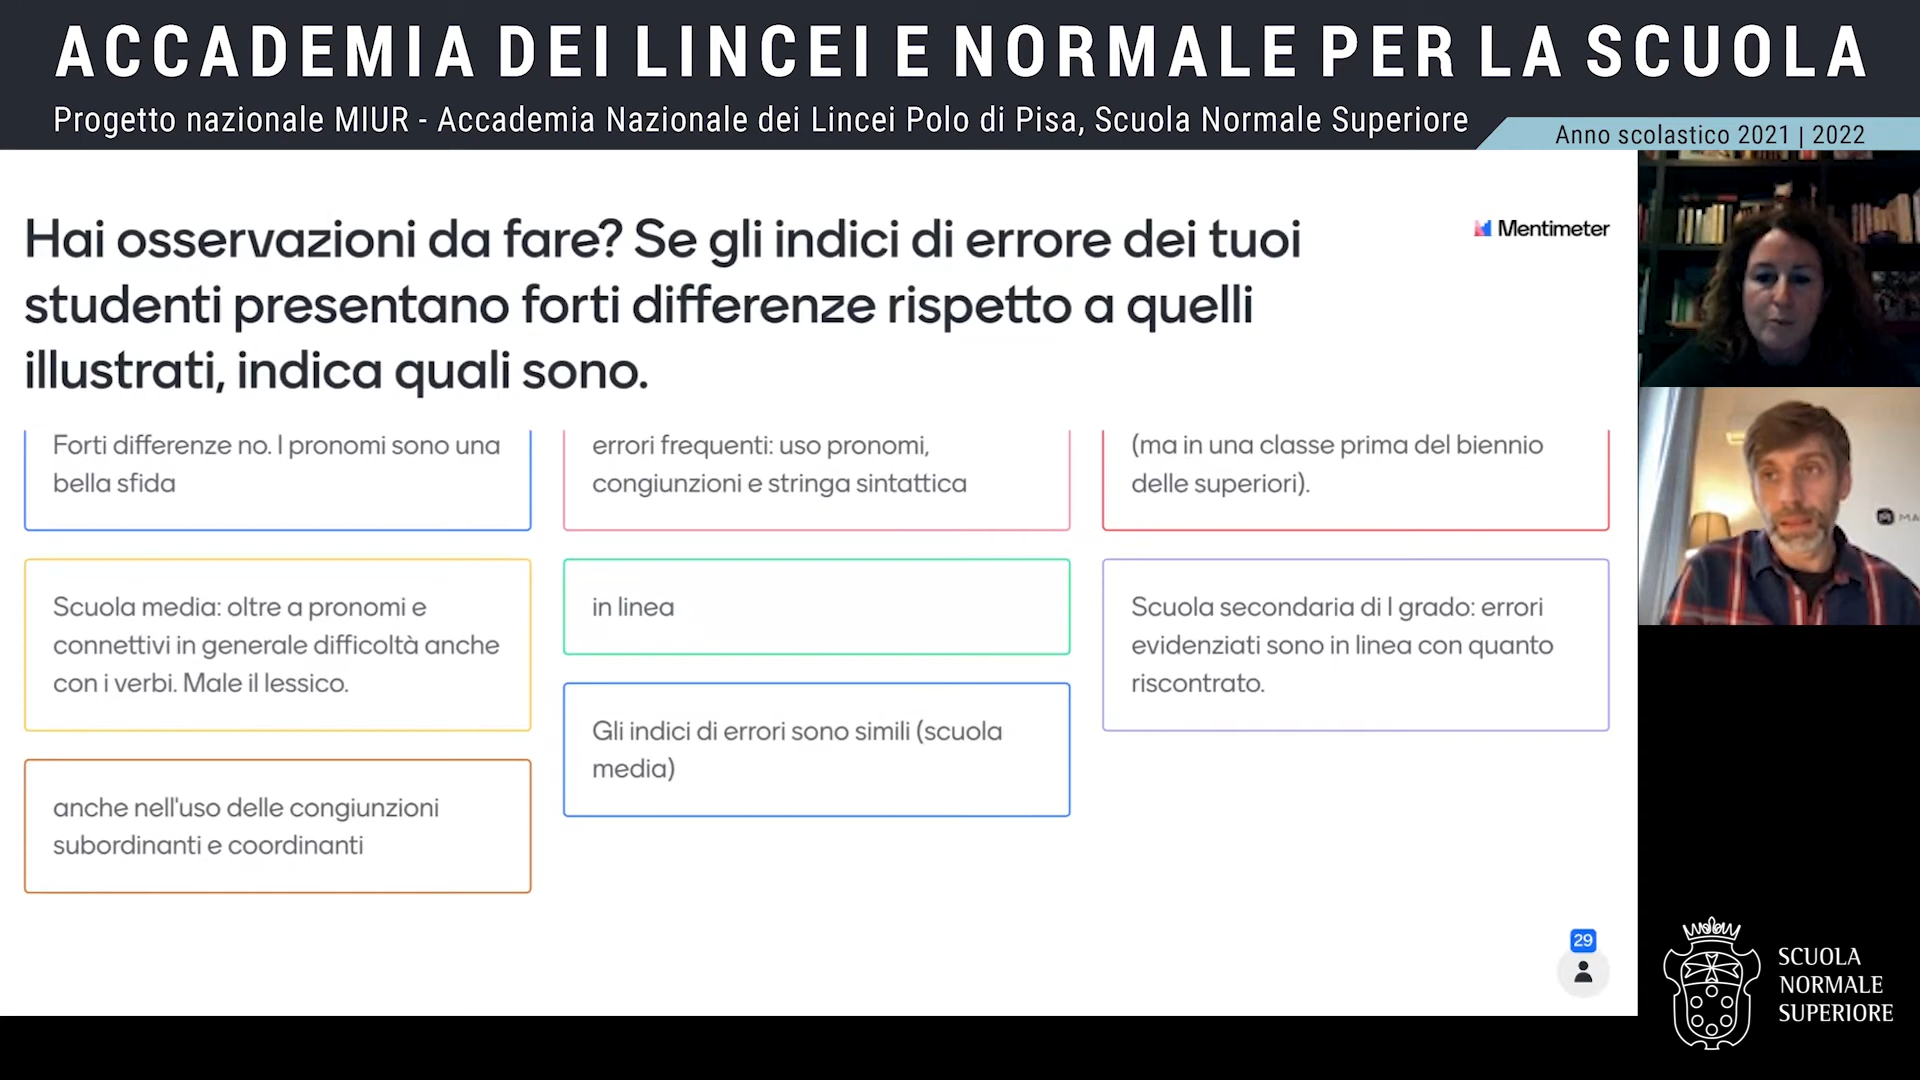 ACCADEMIA DEI LINCEI E NORMALE PER LA SCUOLA
Progetto nazionale MIUR - Accademia Nazionale dei Lincei Polo di Pisa, Scuola Normale Superiore
Anno scolastico 2021 | 2022
Hai osservazioni da fare? Se gli indici di errore dei tuoi
studenti presentano forti differenze rispetto a quelli
illustrati, indica quali sono.
Mentimeter
Forti differenze no. I pronomi sono una
bella sfida
errori frequenti: uso pronomi,
congiunzioni e stringa sintattica
(ma in una classe prima del biennio
delle superiori).
Scuola media: oltre a pronomi e
connettivi in generale difficoltà anche
con i verbi. Male il lessico.
in linea
Scuola secondaria di I grado: errori
evidenziati sono in linea con quanto
riscontrato.
Gli indici di errori sono simili (scuola
media)
anche nell'uso delle congiunzioni
subordinanti e coordinanti
29
SCUOLA
NORMALE
SUPERIORE